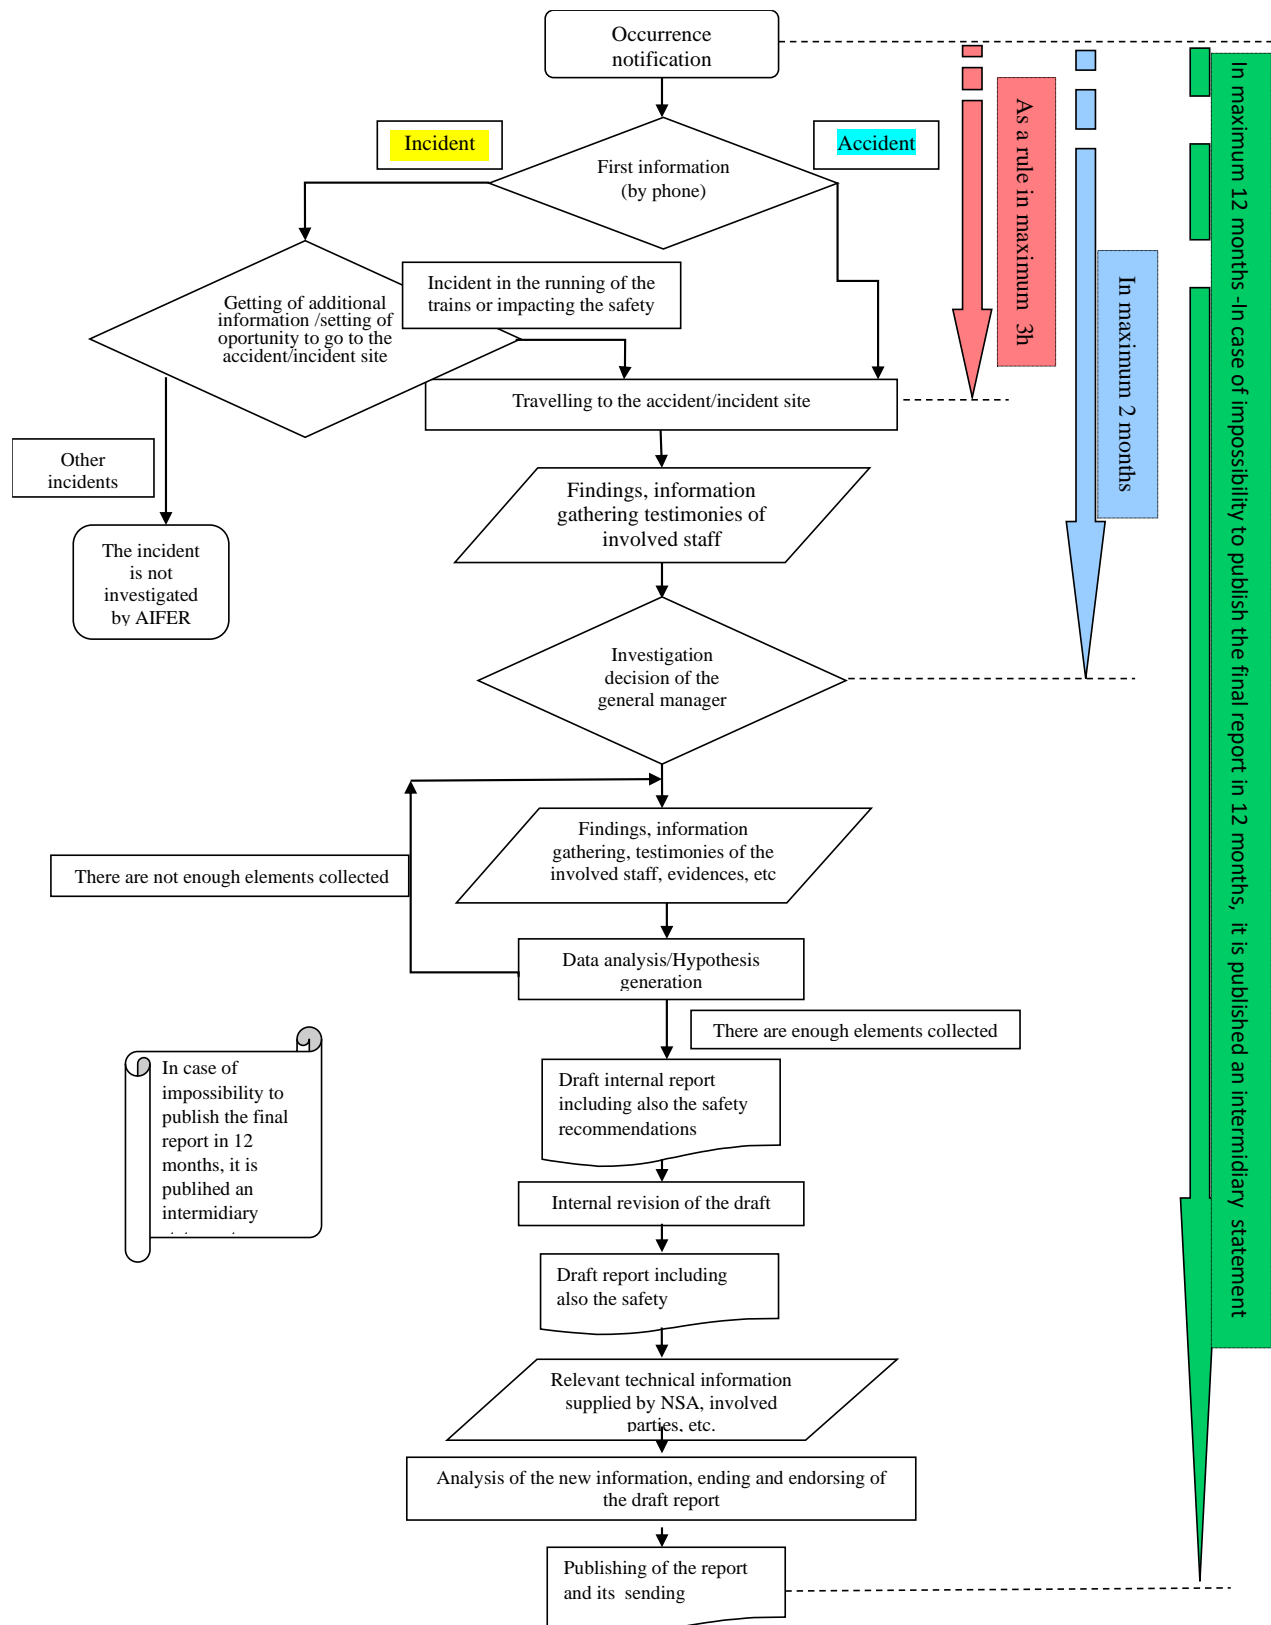 Occurrence
notification
Incident
Accident
First information
(by phone)
Incident in the running of the
trains or impacting the safety
Getting of additional
information /setting of
oportunity to go to the
accident/incident site
Travelling to the accident/incident site
Other
incidents
Findings, information
gathering testimonies of
involved staff
The incident
is not
investigated
by AIFER
Investigation
decision of the
general manager
Findings, information
gathering, testimonies of the
involved staff, evidences, etc
There are not enough elements collected
Data analysis/Hypothesis
generation
There are enough elements collected
In case of
impossibility to
publish the final
report in 12
months, it is
publihed an
intermidiary
Draft internal report
including also the safety
recommendations
Internal revision of the draft
Draft report including
also the safety
Relevant technical information
supplied by NSA, involved
parties, etc.
Analysis of the new information, ending and endorsing of
the draft report
Publishing of the report
and its sending
As a rule in maximum 3h
In maximum 2 months
In maximum 12 months -In case of impossibility to publish the final report in 12 months, it is published an intermidiary statement